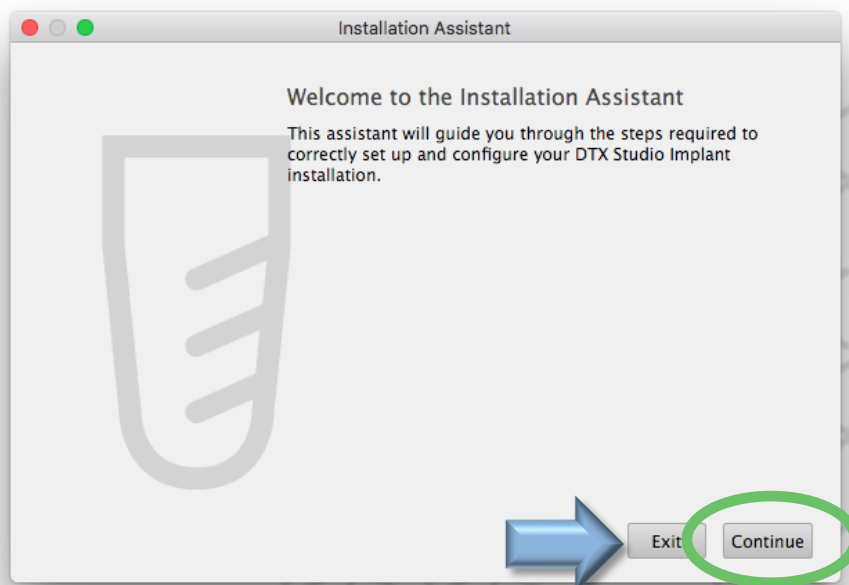 Installation Assistant
Welcome to the Installation Assistant
This assistant will guide you through the steps required to
correctly set up and configure your DTX Studio Implant
installation.
Exit Continue